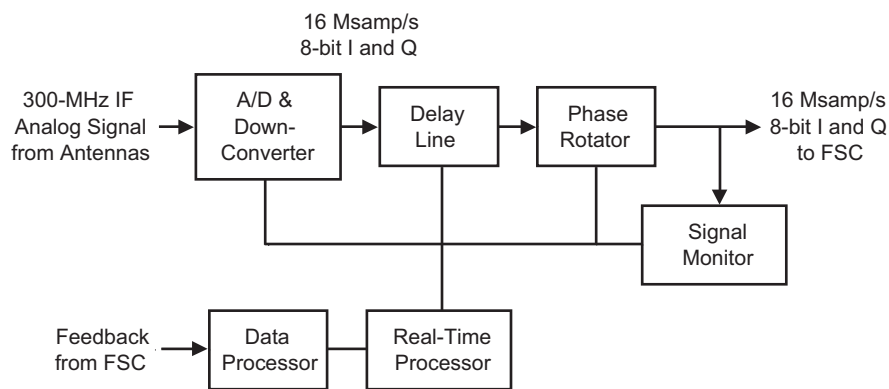 16 Msamp/s
8-bit I and Q
300-MHz IF
Analog Signal
from Antennas
A/D &
Down-
Converter
Delay
Line
Phase
Rotator
16 Msamp/s
8-bit I and Q
to FSC
Signal
Monitor
Feedback
from FSC
Data
Processor
Real-Time
Processor